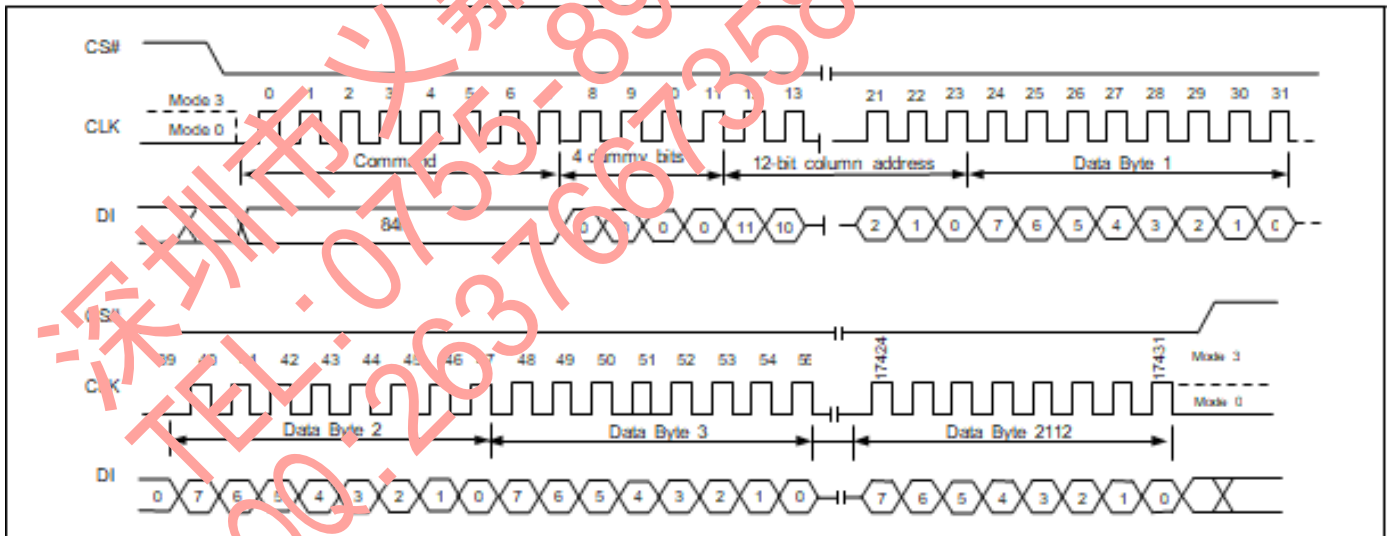 CS#
0 1 2 3 4 5 6 8 9 11 13 21 22 23 24 25 26 27 28 29 30 31
Mode 3
CLK
Mode 0
Command
4 dummy bits
12-bit column address
Data Byte 1
DI
0 0 0 11 10 2 1 0 7 6 5 4 3 2 1 0
CS#
42 43 44 46 48 49 50 51 52 53 54 17424 17431
Mode 3
CLK
Mode 0
Data Byte 2
Data Byte 3
Data Byte 2112
DI
0 7 6 5 4 3 2 1 0 7 6 5 4 3 2 1 0 7 6 5 4 3 2 1 0
深圳市义
TEL:0755-89
2637667358